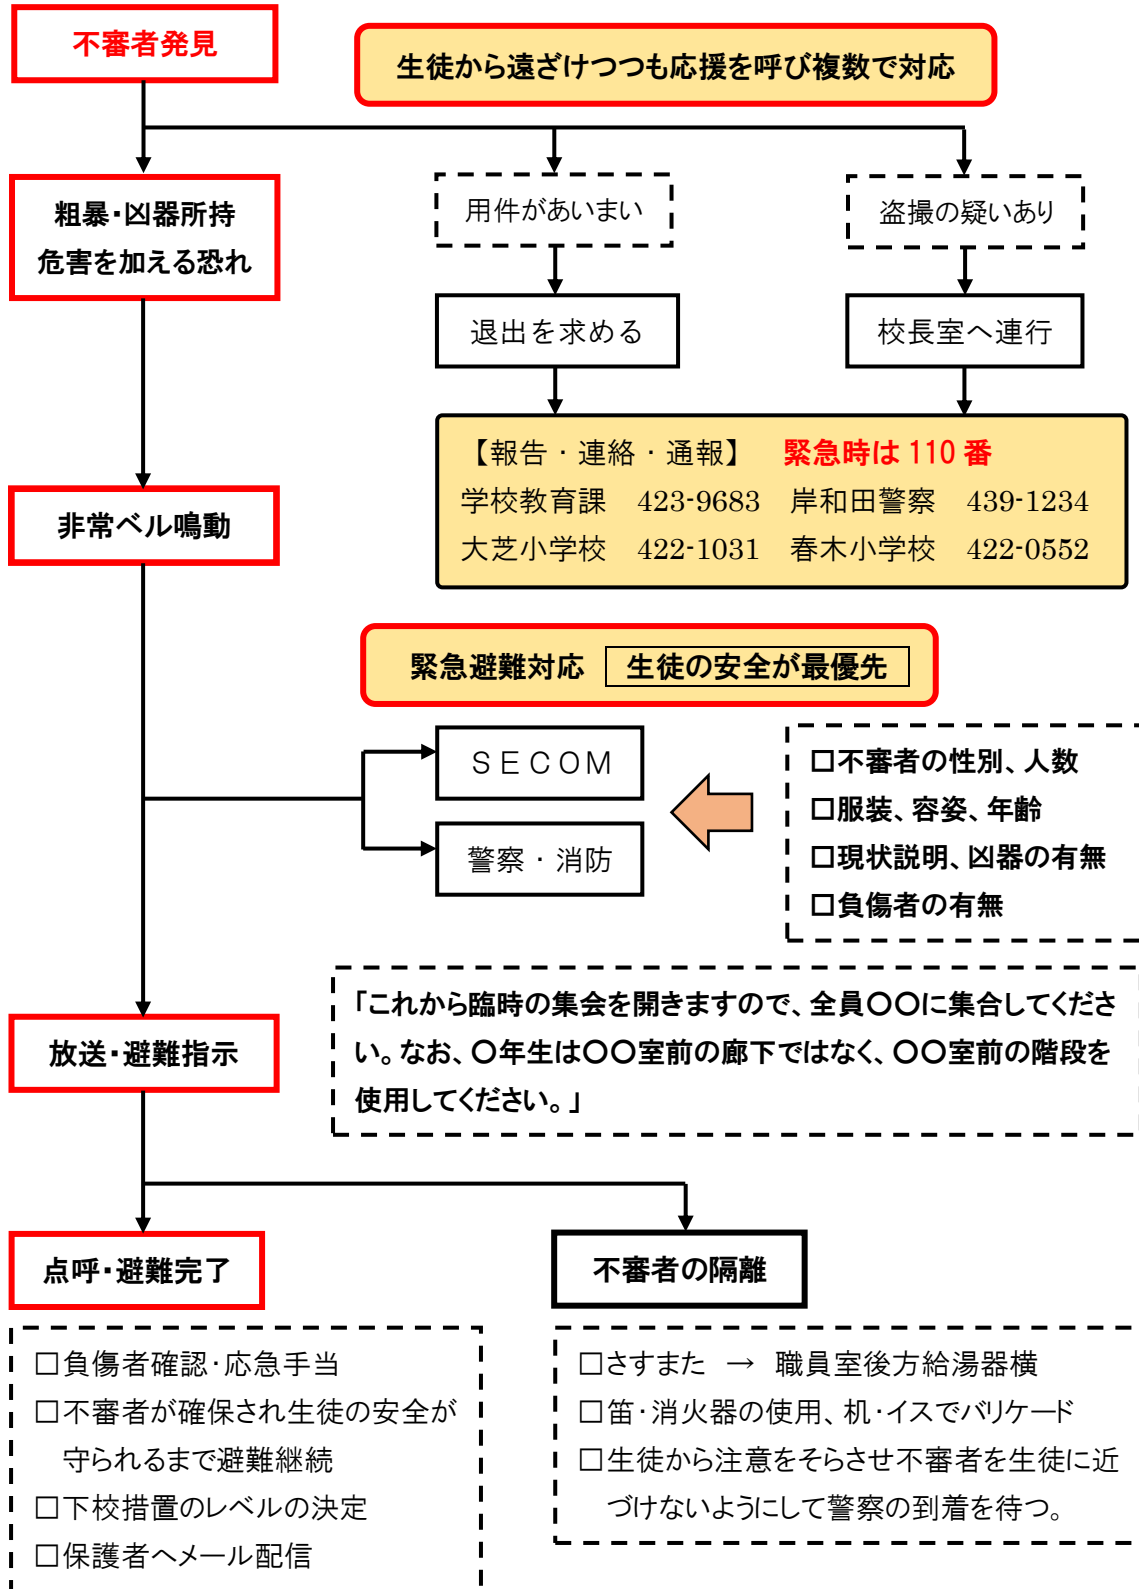 不審者発見
生徒から遠ざけつつも応援を呼び複数で対応
粗暴・凶器所持
危害を加える恐れ
用件があいまい
盗撮の疑いあり
退出を求める
校長室へ連行
【報告・連絡・通報】 緊急時は 110 番
学校教育課 423-9683 岸和田警察 439-1234
大芝小学校 422-1031 春木小学校 422-0552
非常ベル鳴動
緊急避難対応 生徒の安全が最優先
ＳＥＣＯＭ
警察・消防
□不審者の性別、人数
□服装、容姿、年齢
□現状説明、凶器の有無
□負傷者の有無
放送・避難指示
「これから臨時の集会を開きますので、全員〇〇に集合してくださ
い。なお、〇年生は〇〇室前の廊下ではなく、〇〇室前の階段を
使用してください。」
点呼・避難完了
不審者の隔離
□負傷者確認・応急手当
□不審者が確保され生徒の安全が
守られるまで避難継続
□下校措置のレベルの決定
□保護者へメール配信
□さすまた → 職員室後方給湯器横
□笛・消火器の使用、机・イスでバリケード
□生徒から注意をそらさせ不審者を生徒に近
づけないようにして警察の到着を待つ。